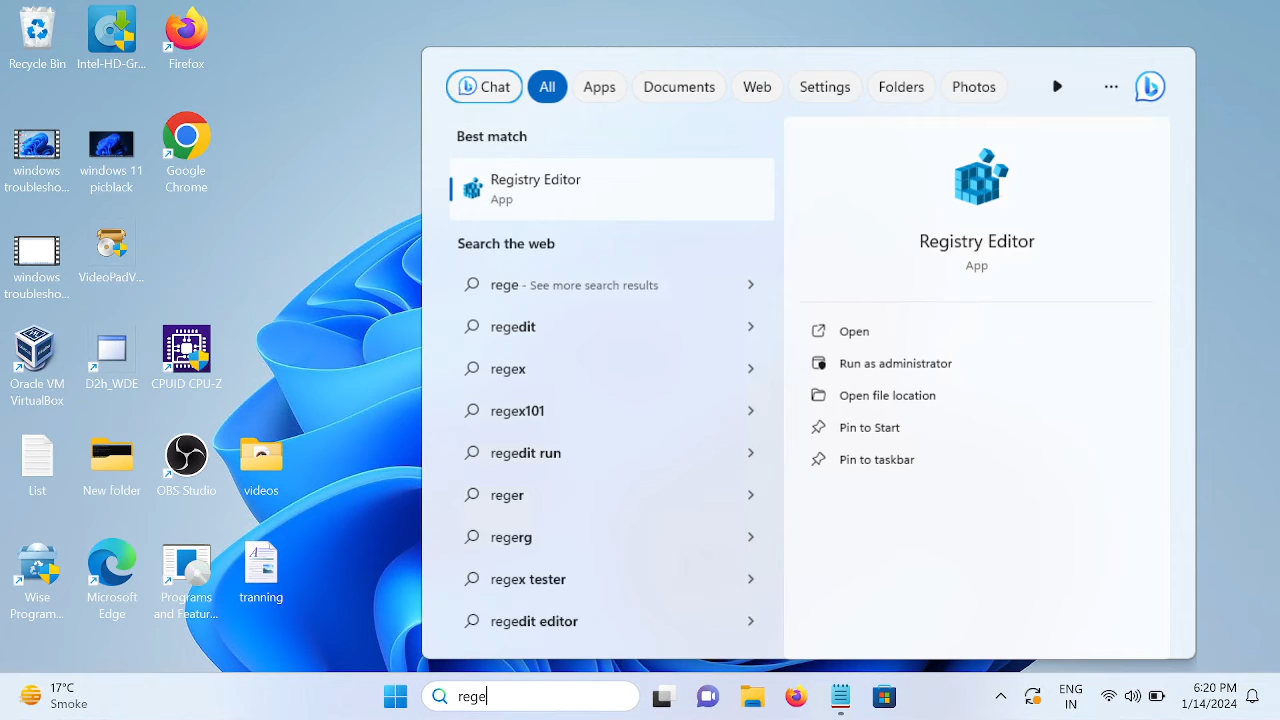 Recycle Bin
Intel-HD-Gr...
Firefox
windows
troublesho...
windows 11
picblack
Google
Chrome
windows
troublesho...
VideoPadV...
Oracle VM
VirtualBox
D2h_WDE
CPUID CPU-Z
List
New folder
OBS Studio
videos
Wise
Program...
Microsoft
Edge
Programs
and Featur...
tranning
Chat
All
Apps
Documents
Web
Settings
Folders
Photos
Best match
Registry Editor
App
Search the web
rege - See more search results
regedit
regex
regex101
regedit run
reger
regerg
regex tester
regedit editor
Registry Editor
App
Open
Run as administrator
Open file location
Pin to Start
Pin to taskbar
17°C
Smoke
rege
ENG
IN
6:20 PM
1/14/2024